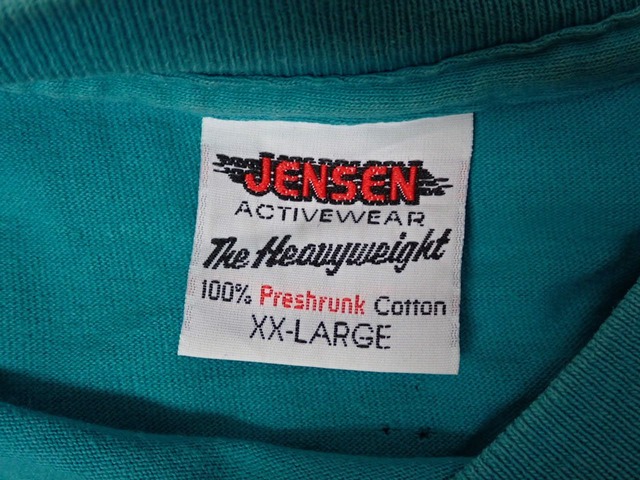 JENSEN
ACTIVEWEAR
The Heavyweight
100% Preshrunk Cotton
XX-LARGE